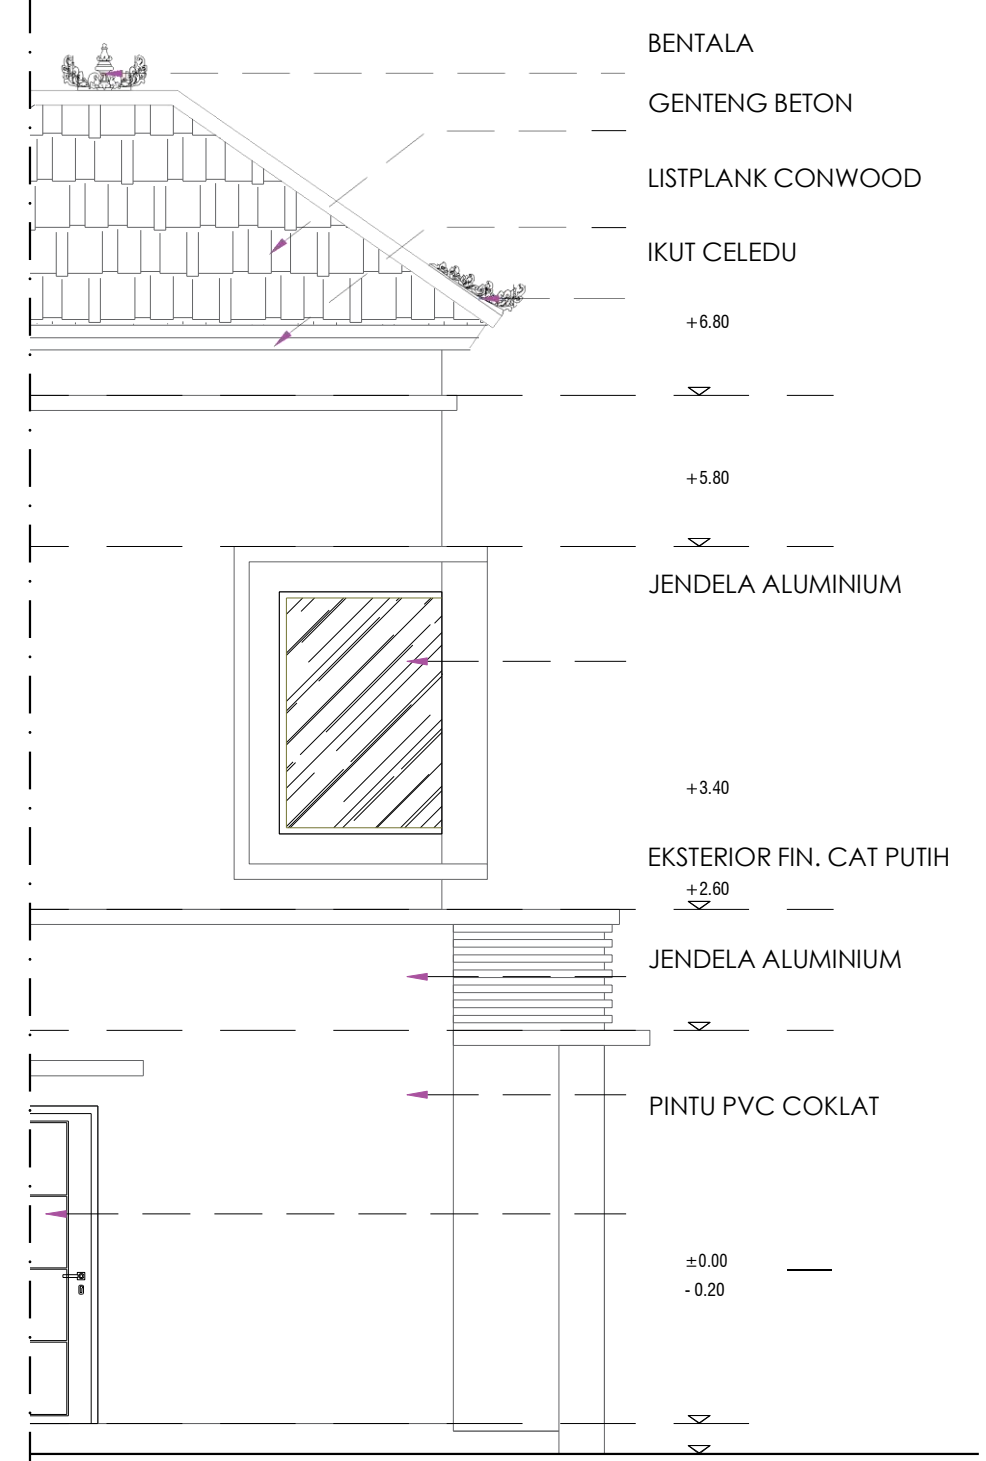 BENTALA
GENTENG BETON
LISTPLANK CONWOOD
IKUT CELEDU
+6.80
+5.80
JENDELA ALUMINIUM
+3.40
EKSTERIOR FIN. CAT PUTIH
+2.60
JENDELA ALUMINIUM
PINTU PVC COKLAT
±0.00
- 0.20